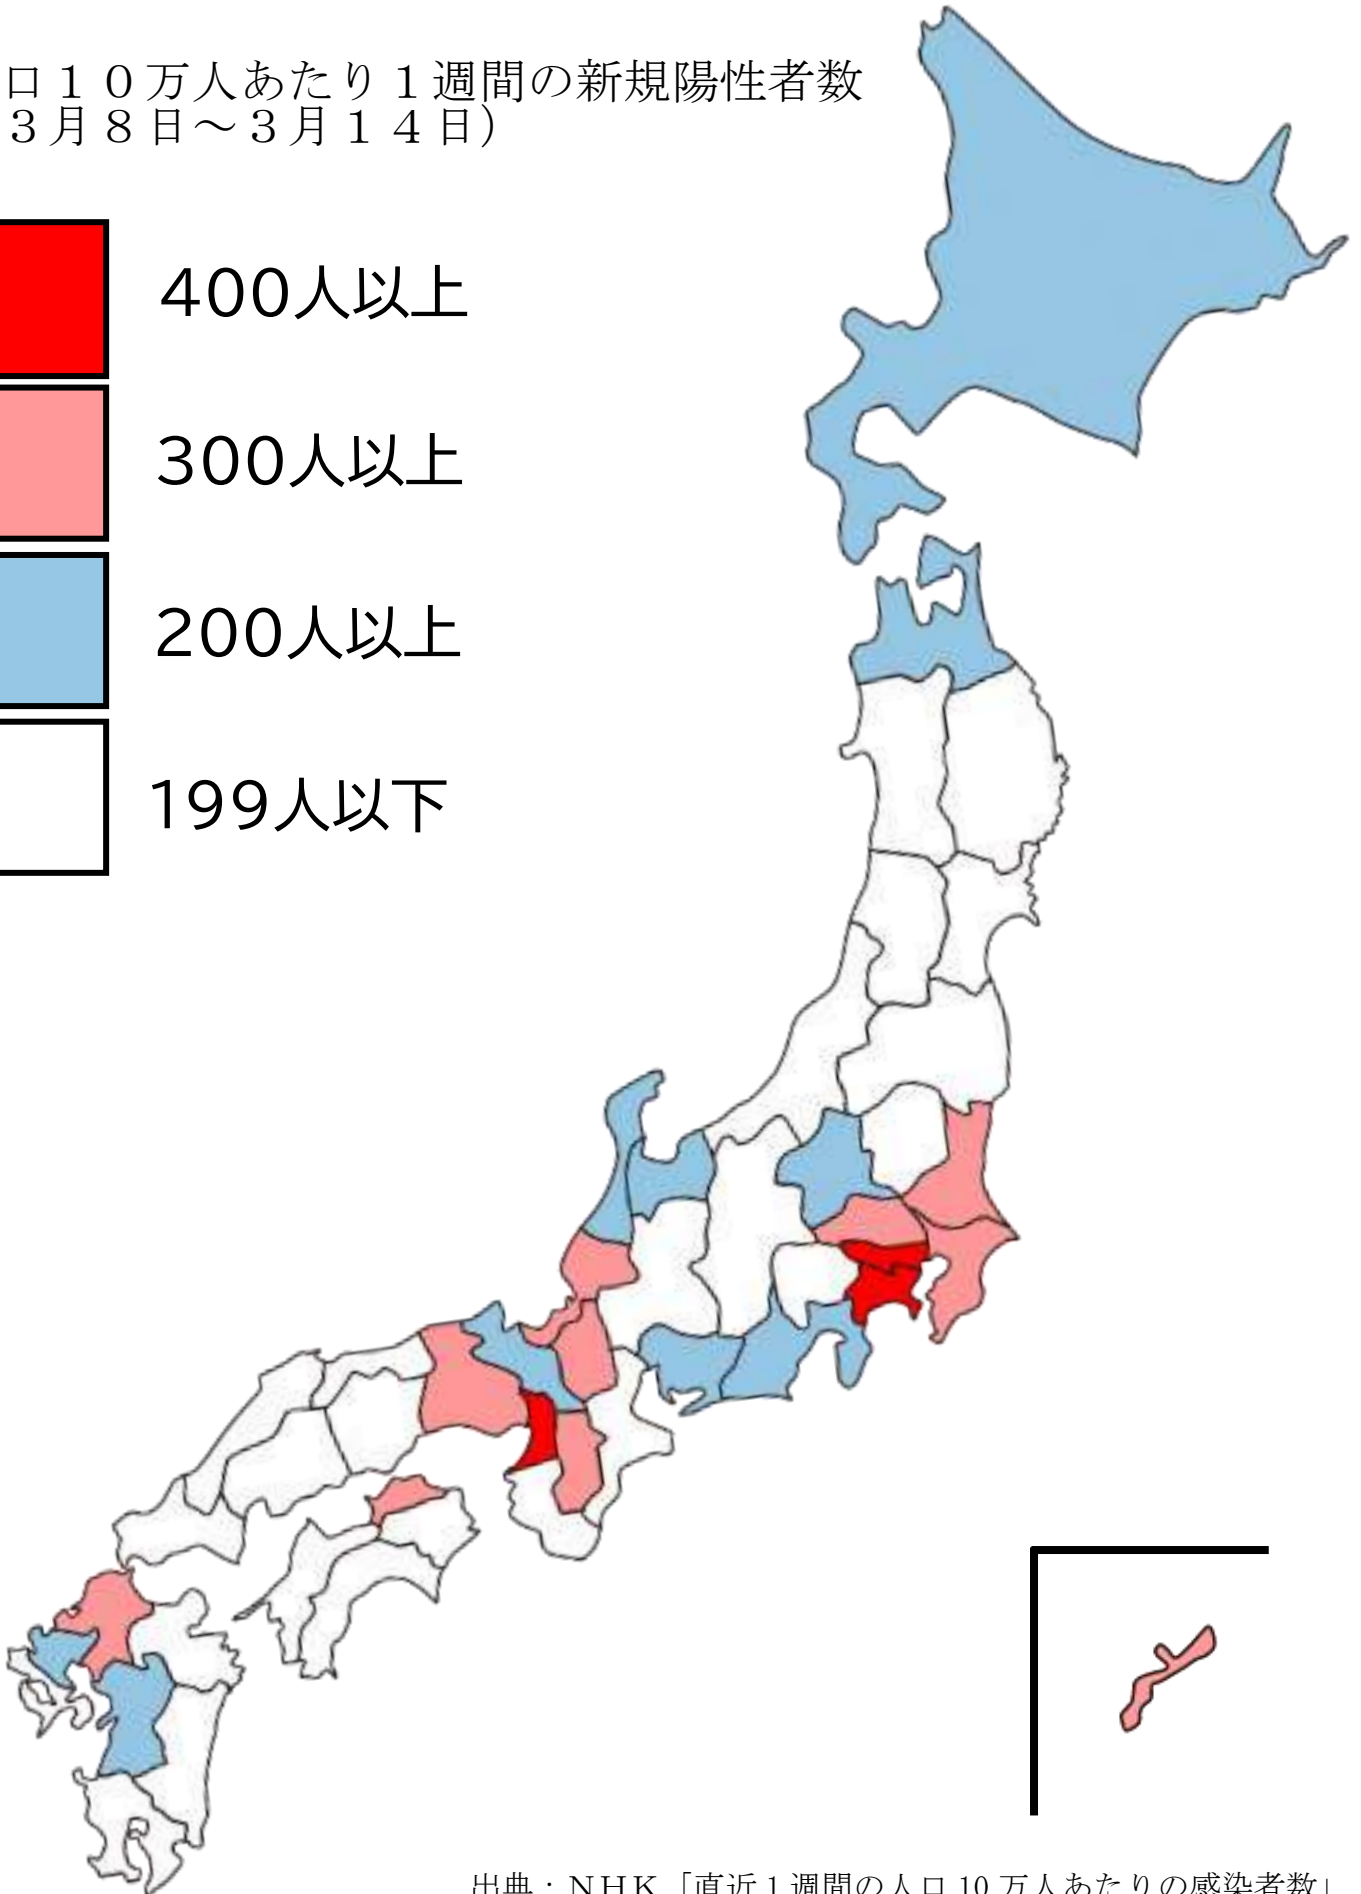 口１０万人あたり１週間の新規陽性者数
３月８日～３月１４日）
400人以上
300人以上
200人以上
199人以下
出典：ＮＨＫ「直近１週間の人口 10 万人あたりの感染者数」